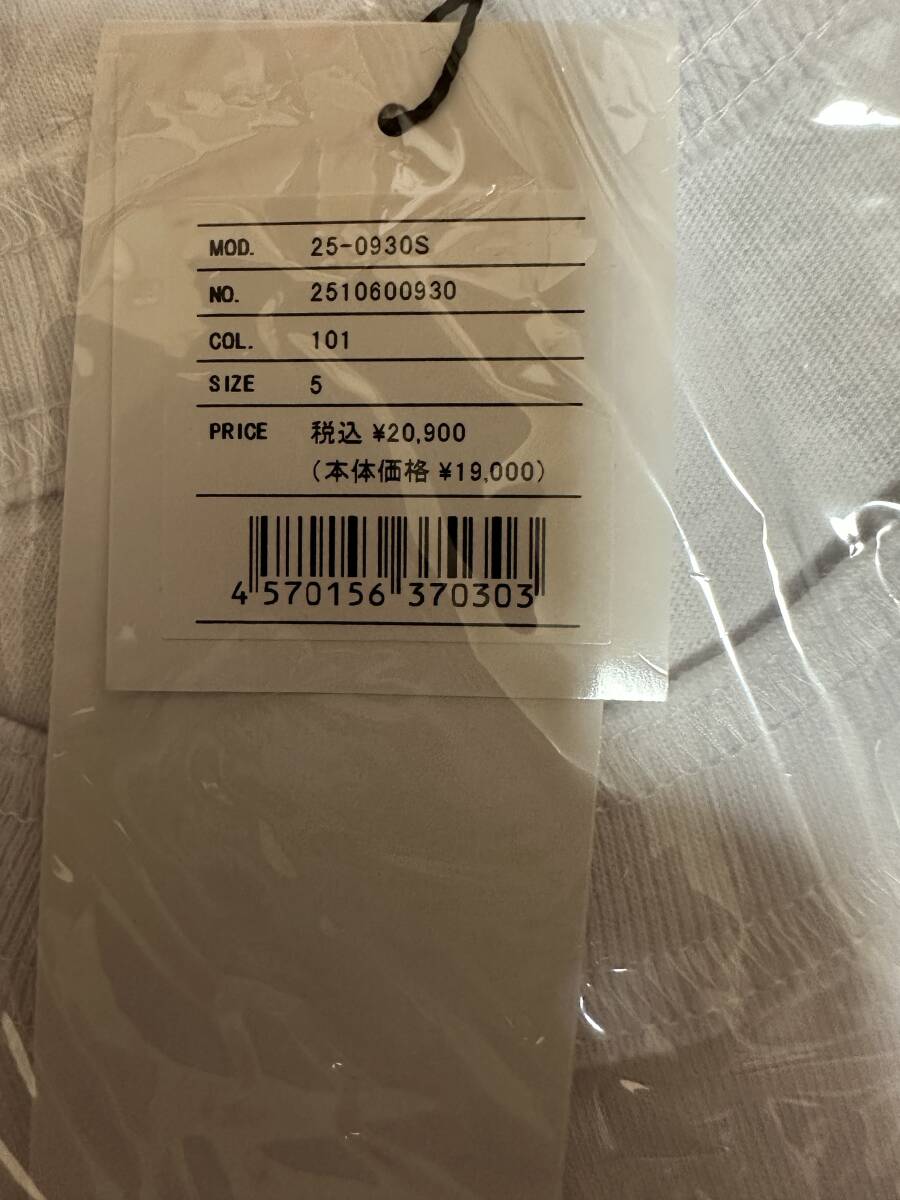 MOD. 25-0930S
NO. 2510600930
COL. 101
SIZE 5
PRICE 税込 ¥20,900
(本体価格 ¥19,000)
4 570156 370303